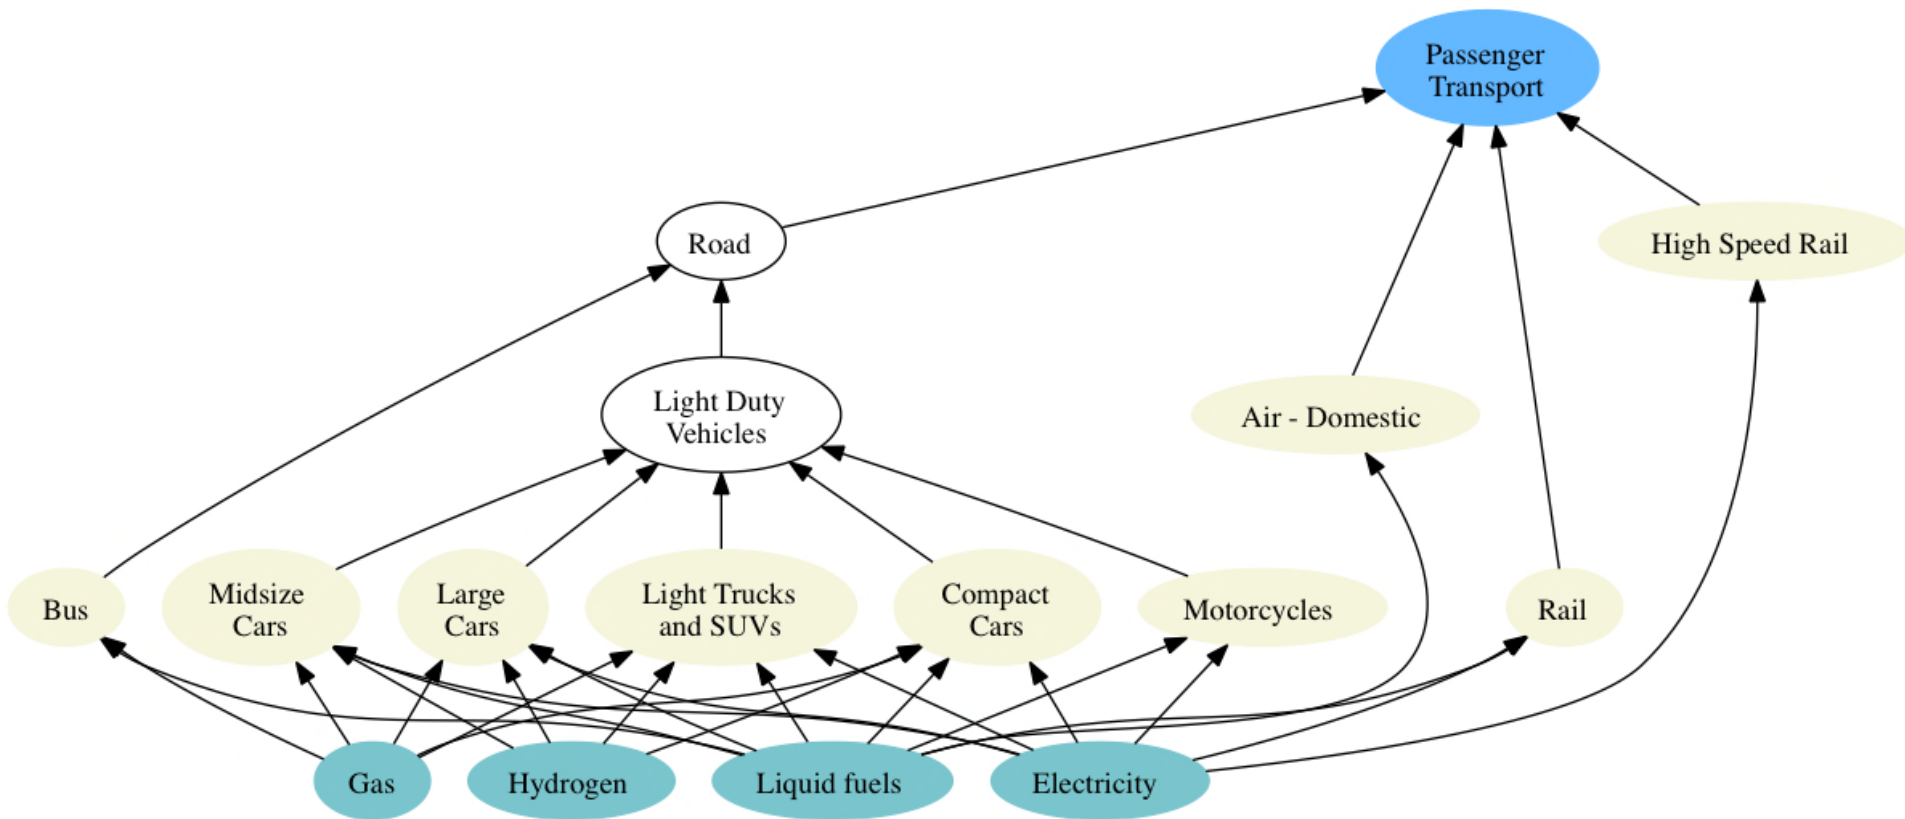 Passenger
Transport
Road
High Speed Rail
Light Duty
Vehicles
Air - Domestic
Bus
Midsize
Cars
Large
Cars
Light Trucks
and SUVs
Compact
Cars
Motorcycles
Rail
Gas
Hydrogen
Liquid fuels
Electricity